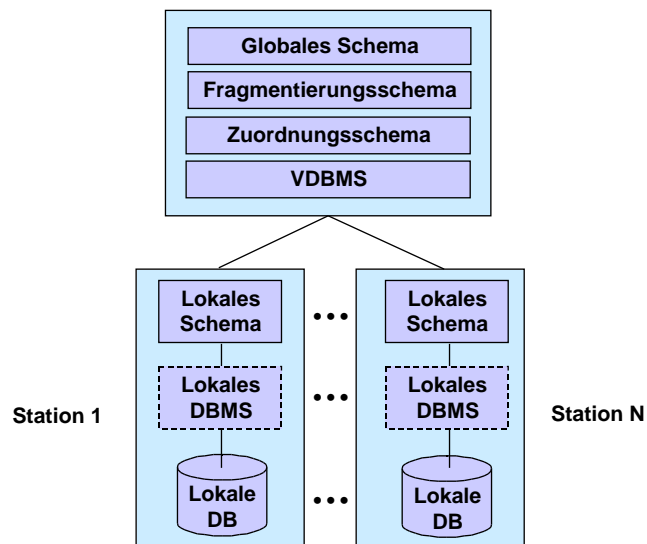 Globales Schema
Fragmentierungsschema
Zuordnungsschema
VDBMS
Lokales
Schema
•••
Lokales
Schema
Lokales
DBMS
•••
Lokales
DBMS
Station 1
Station N
Lokale
DB
•••
Lokale
DB